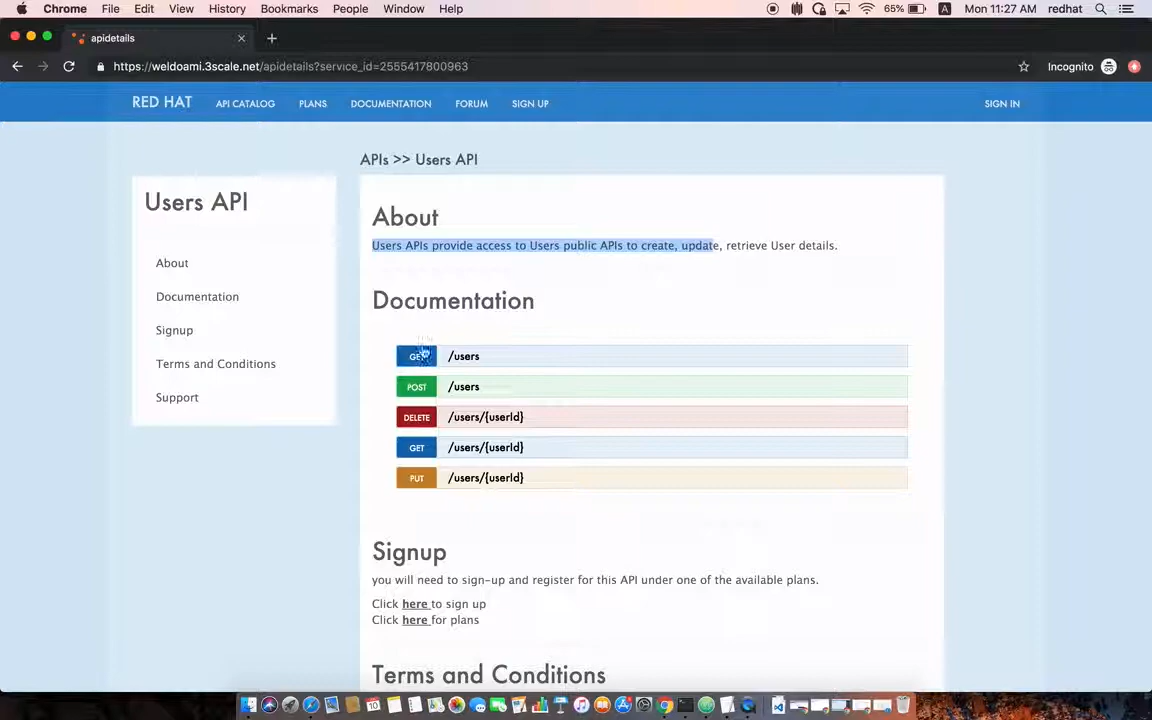 Chrome File Edit View History Bookmarks People Window Help 65% A Mon 11:27 AM redhat
apidetails
https://weldoami.3scale.net/apidetails?service_id=2555417800963 Incognito
RED HAT API CATALOG PLANS DOCUMENTATION FORUM SIGN UP SIGN IN
APIs >> Users API
Users API
About
Documentation
Signup
Terms and Conditions
Support
About
Users APIs provide access to Users public APIs to create, update, retrieve User details.
Documentation
GET /users
POST /users
DELETE /users/{userId}
GET /users/{userId}
PUT /users/{userId}
Signup
you will need to sign-up and register for this API under one of the available plans.
Click here to sign up
Click here for plans
Terms and Conditions